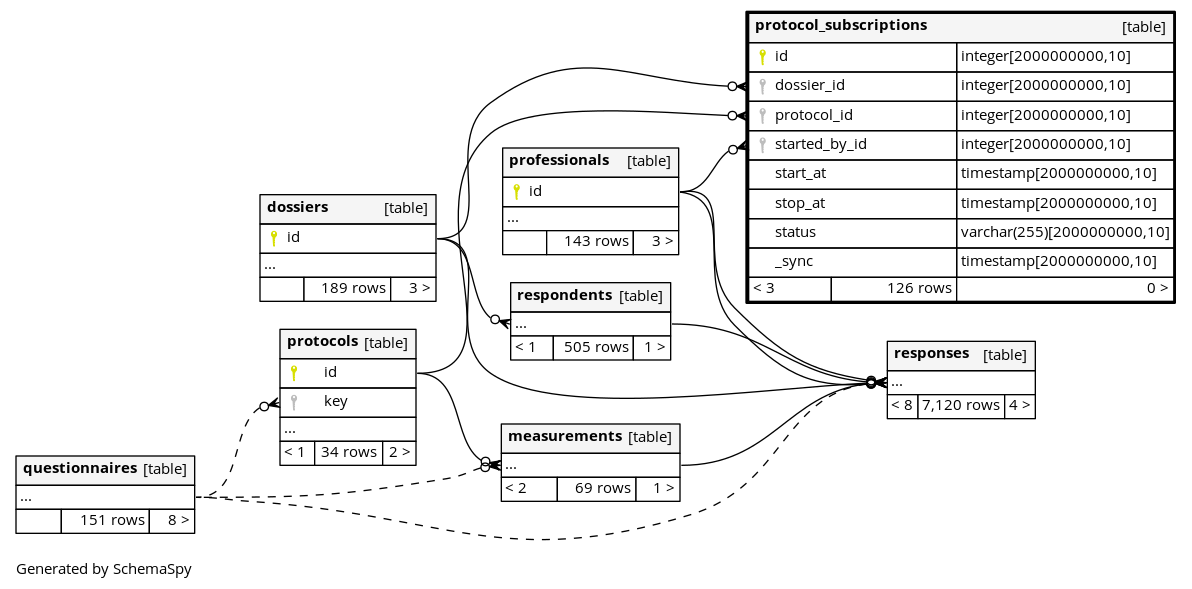 protocol_subscriptions [table]
id integer[2000000000,10]
dossier_id integer[2000000000,10]
protocol_id integer[2000000000,10]
started_by_id integer[2000000000,10]
start_at timestamp[2000000000,10]
stop_at timestamp[2000000000,10]
status varchar(255)[2000000000,10]
_sync timestamp[2000000000,10]
< 3 126 rows 0 >
professionals [table]
id
...
143 rows 3 >
dossiers [table]
id
...
189 rows 3 >
respondents [table]
...
< 1 505 rows 1 >
protocols [table]
id
key
...
< 1 34 rows 2 >
responses [table]
...
< 8 7,120 rows 4 >
measurements [table]
...
< 2 69 rows 1 >
questionnaires [table]
...
151 rows 8 >
Generated by SchemaSpy